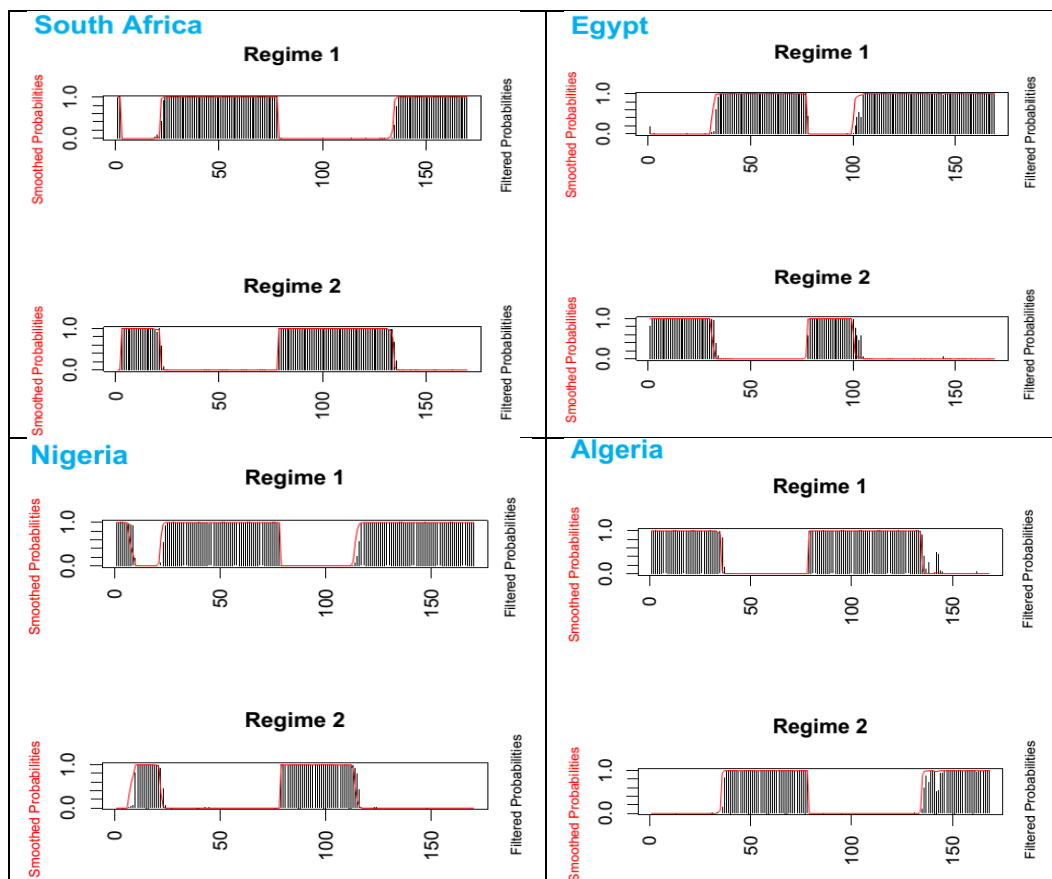 South Africa
Regime 1
Smoothed Probabilities
0.0 1.0
Filtered Probabilities
0 50 100 150
Regime 2
Smoothed Probabilities
0.0 1.0
Filtered Probabilities
0 50 100 150
Egypt
Regime 1
Smoothed Probabilities
0.0 1.0
Filtered Probabilities
0 50 100 150
Regime 2
Smoothed Probabilities
0.0 1.0
Filtered Probabilities
0 50 100 150
Nigeria
Regime 1
Smoothed Probabilities
0.0 1.0
Filtered Probabilities
0 50 100 150
Regime 2
Smoothed Probabilities
0.0 1.0
Filtered Probabilities
0 50 100 150
Algeria
Regime 1
Smoothed Probabilities
0.0 1.0
Filtered Probabilities
0 50 100 150
Regime 2
Smoothed Probabilities
0.0 1.0
Filtered Probabilities
0 50 100 150